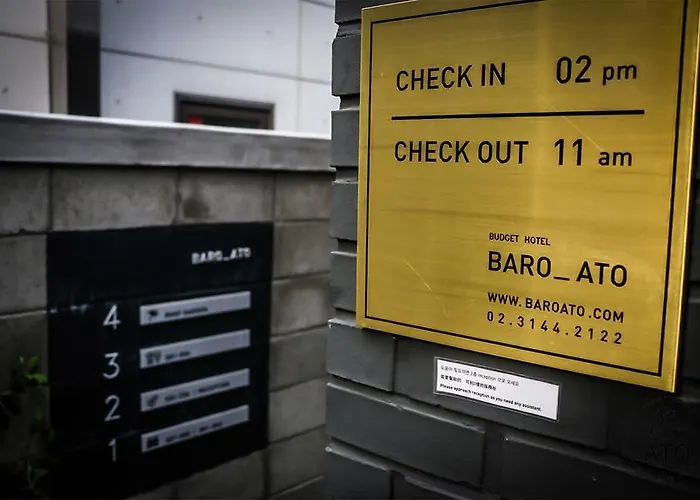 CHECK IN 02 pm
CHECK OUT 11 am
BUDGET HOTEL
BARO_ATO
WWW.BAROATO.COM
02.3144.2122
Please approach reception as you need any assistant.
BARO_ATO
4
3
2
1
ATO